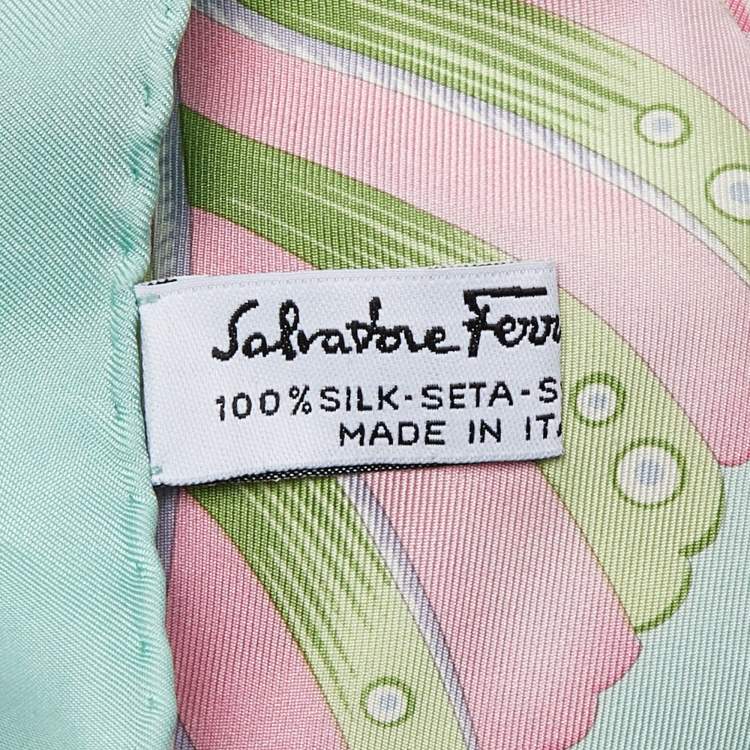 Salvatore Ferr
100% SILK-SETA-S
MADE IN ITA